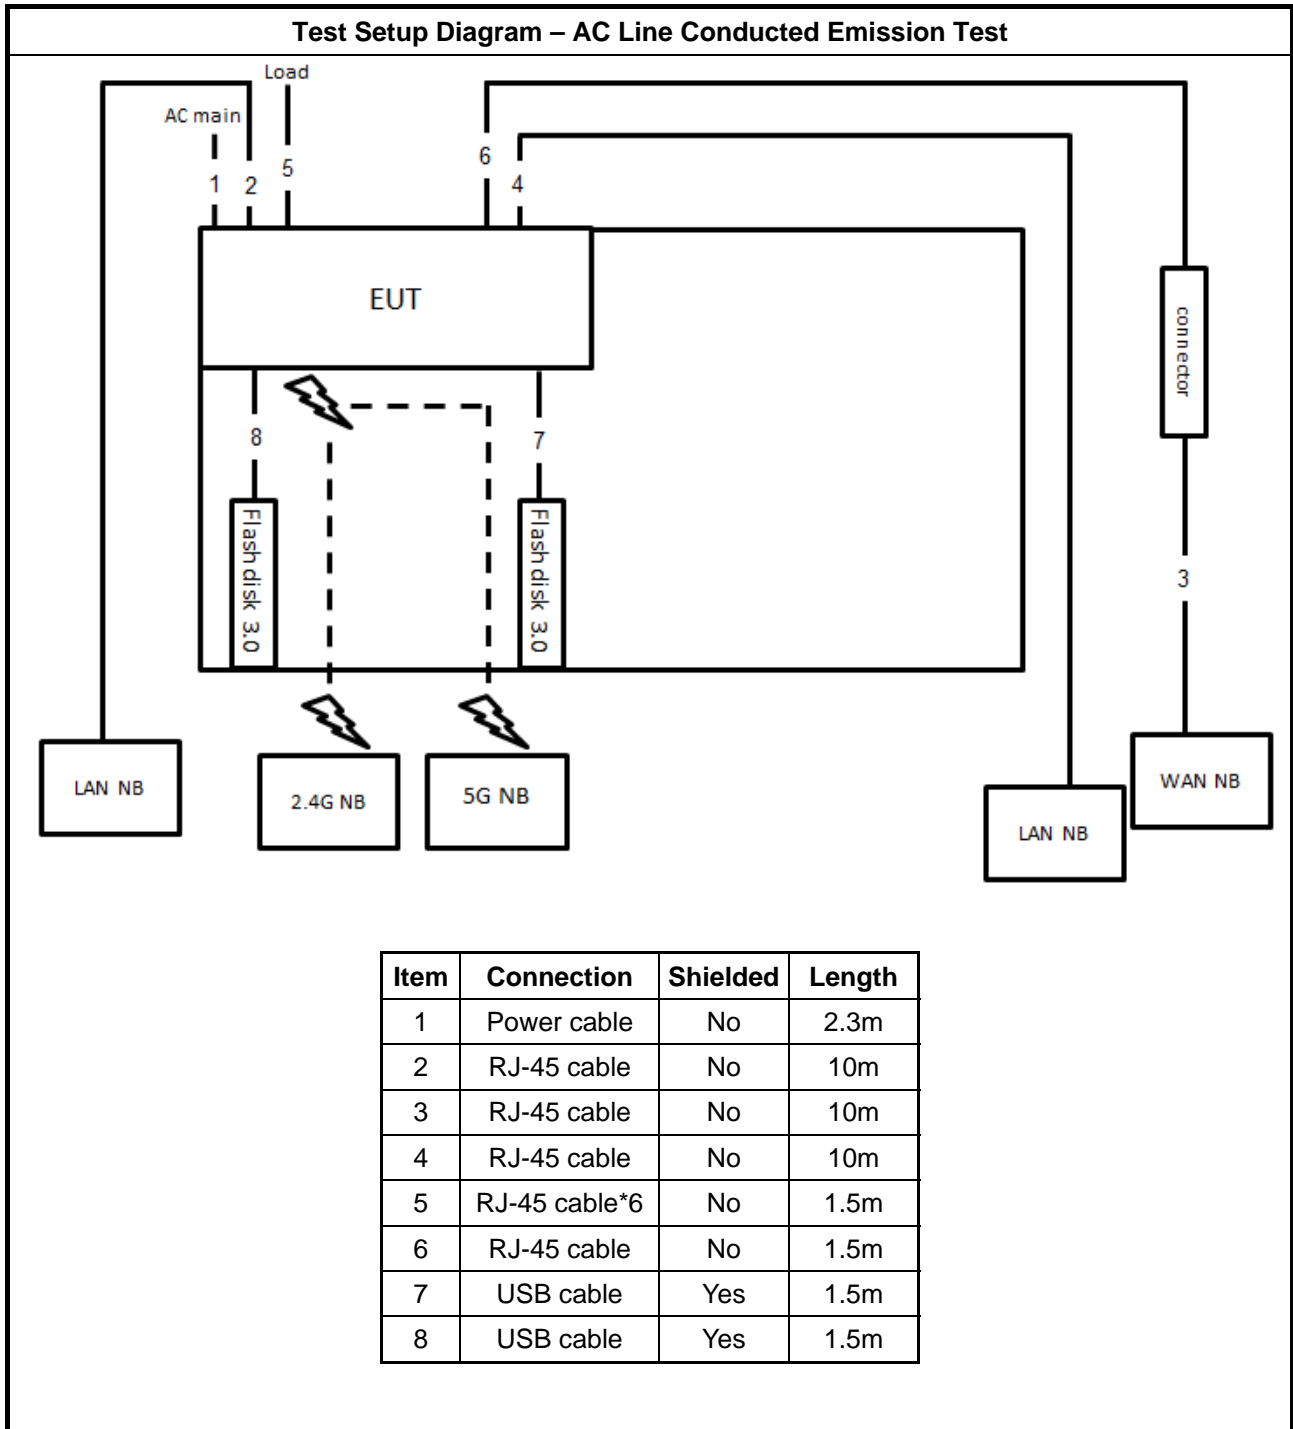 Test Setup Diagram – AC Line Conducted Emission Test
Load
AC main
1
2
5
6
4
EUT
connector
8
7
Flash disk 3.0
Flash disk 3.0
3
LAN NB
2.4G NB
5G NB
LAN NB
WAN NB
Item Connection Shielded Length
1 Power cable No 2.3m
2 RJ-45 cable No 10m
3 RJ-45 cable No 10m
4 RJ-45 cable No 10m
5 RJ-45 cable*6 No 1.5m
6 RJ-45 cable No 1.5m
7 USB cable Yes 1.5m
8 USB cable Yes 1.5m